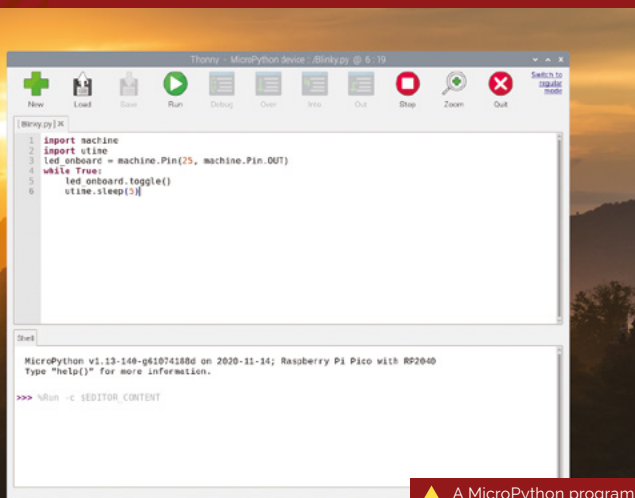 Thonny - MicroPython device : /Blinky.py @ 6 : 19
New Load Save Run Debug Over Into Out Stop Zoom Quit
Switch to
regular
mode
[ Blinky.py ]
1 import machine
2 import utime
3 led_onboard = machine.Pin(25, machine.Pin.OUT)
4 while True:
5 led_onboard.toggle()
6 utime.sleep(5)
Shell
MicroPython v1.13-140-g61074188d on 2020-11-14; Raspberry Pi Pico with RP2040
Type "help()" for more information.
>>> %Run -c $EDITOR_CONTENT
A MicroPython program